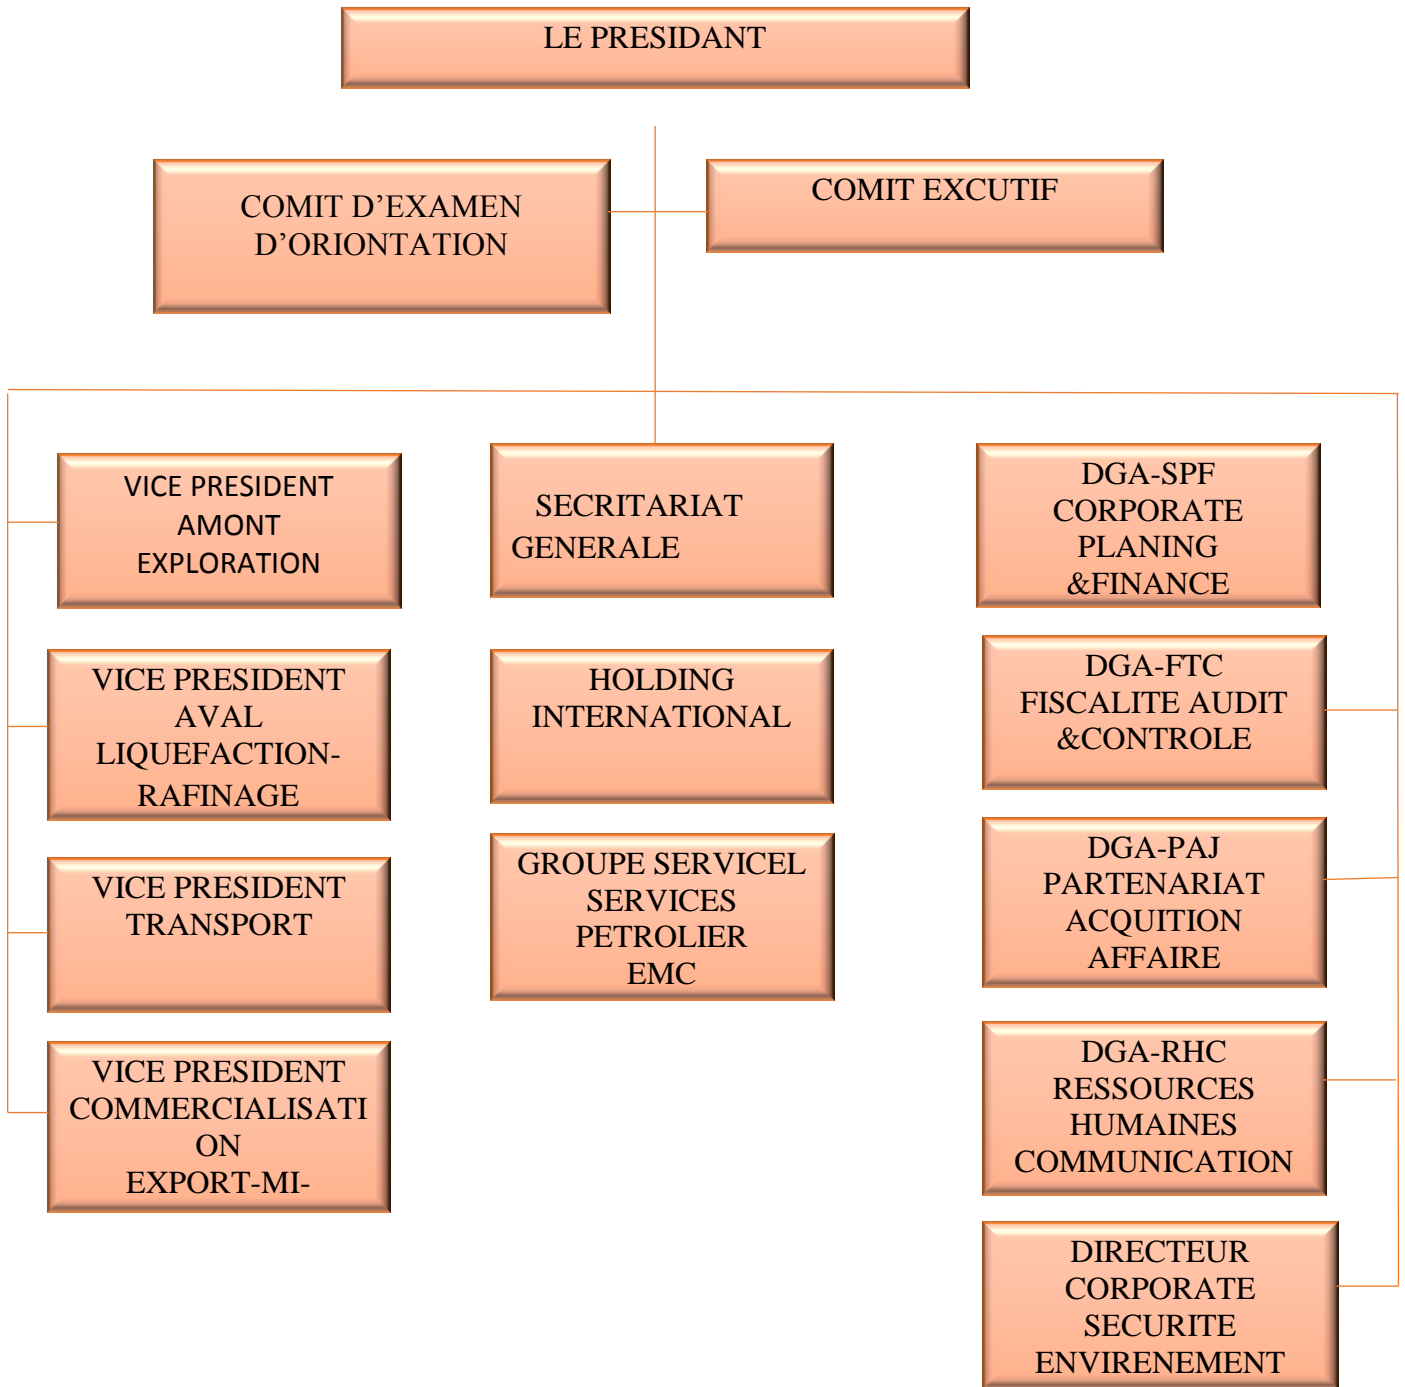 LE PRESIDANT
COMIT D'EXAMEN
D'ORIONTATION
COMIT EXCUTIF
VICE PRESIDENT
AMONT
EXPLORATION
SECRITARIAT
GENERALE
DGA-SPF
CORPORATE
PLANING
&FINANCE
VICE PRESIDENT
AVAL
LIQUEFACTION-
RAFINAGE
HOLDING
INTERNATIONAL
DGA-FTC
FISCALITE AUDIT
&CONTROLE
VICE PRESIDENT
TRANSPORT
GROUPE SERVICEL
SERVICES
PETROLIER
EMC
DGA-PAJ
PARTENARIAT
ACQUITION
AFFAIRE
VICE PRESIDENT
COMMERCIALISATI
ON
EXPORT-MI-
DGA-RHC
RESSOURCES
HUMAINES
COMMUNICATION
DIRECTEUR
CORPORATE
SECURITE
ENVIRENEMENT